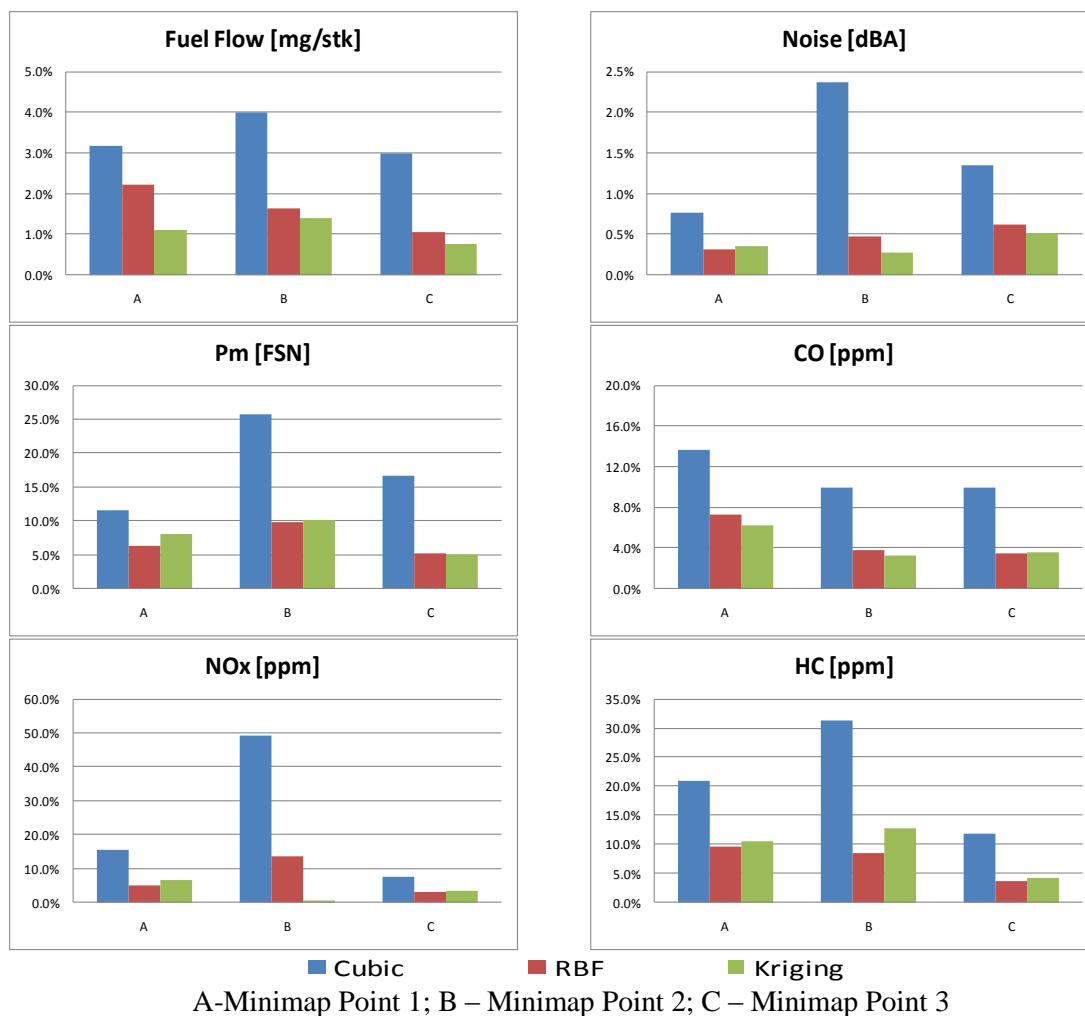 Fuel Flow [mg/stk]
5.0%
4.0%
3.0%
2.0%
1.0%
0.0%
A B C
Noise [dBA]
2.5%
2.0%
1.5%
1.0%
0.5%
0.0%
A B C
Pm [FSN]
30.0%
25.0%
20.0%
15.0%
10.0%
5.0%
0.0%
A B C
CO [ppm]
20.0%
16.0%
12.0%
8.0%
4.0%
0.0%
A B C
NOx [ppm]
60.0%
50.0%
40.0%
30.0%
20.0%
10.0%
0.0%
A B C
HC [ppm]
35.0%
30.0%
25.0%
20.0%
15.0%
10.0%
5.0%
0.0%
A B C
Cubic RBF Kriging
A-Minimap Point 1; B – Minimap Point 2; C – Minimap Point 3